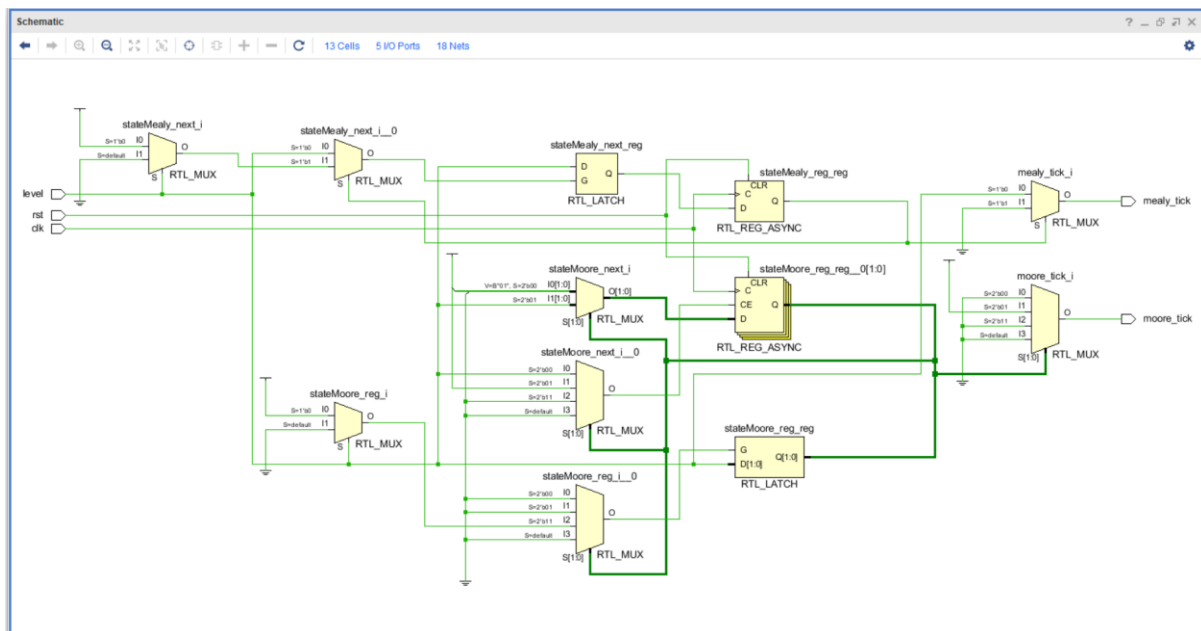 Schematic
13 Cells 5 I/O Ports 18 Nets
stateMealy_next_i
S=1'b0 I0
S=default I1
O
S
RTL_MUX
stateMealy_next_i__0
S=1'b0 I0
S=1'b1 I1
O
S
RTL_MUX
stateMealy_next_reg
D
G
Q
RTL_LATCH
stateMealy_reg_reg
CLR
C
D
Q
RTL_REG_ASYNC
mealy_tick_i
S=1'b0 I0
S=1'b1 I1
O
S
RTL_MUX
mealy_tick
level
rst
clk
stateMoore_next_i
V=B"01", S=2'b00 I0[1:0]
S=2'b01 I1[1:0]
O[1:0]
S[1:0]
RTL_MUX
stateMoore_reg_reg__0[1:0]
CLR
C
CE
D
Q
RTL_REG_ASYNC
moore_tick_i
S=2'b00 I0
S=2'b01 I1
S=2'b11 I2
S=default I3
O
S[1:0]
RTL_MUX
moore_tick
stateMoore_next_i__0
S=2'b00 I0
S=2'b01 I1
S=2'b11 I2
S=default I3
O
S[1:0]
RTL_MUX
stateMoore_reg_i
S=1'b0 I0
S=default I1
O
S
RTL_MUX
stateMoore_reg_reg
G
D[1:0]
Q[1:0]
RTL_LATCH
stateMoore_reg_i__0
S=2'b00 I0
S=2'b01 I1
S=2'b11 I2
S=default I3
O
S[1:0]
RTL_MUX